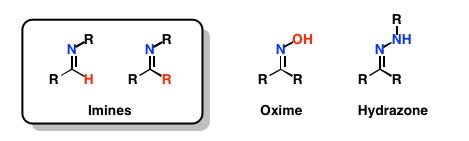 R
N R N R N OH N NH
R H R R R R R R
Imines Oxime Hydrazone